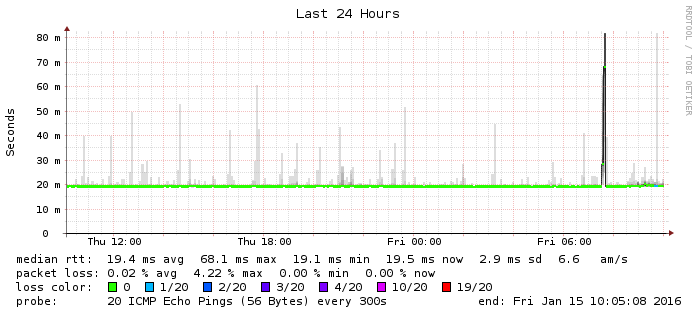 Last 24 Hours
RRDTOOL / TOBI OETIKER
Seconds
80 m
70 m
60 m
50 m
40 m
30 m
20 m
10 m
0
Thu 12:00 Thu 18:00 Fri 00:00 Fri 06:00
median rtt: 19.4 ms avg 68.1 ms max 19.1 ms min 19.5 ms now 2.9 ms sd 6.6 am/s
packet loss: 0.02 % avg 4.22 % max 0.00 % min 0.00 % now
loss color: 0 1/20 2/20 3/20 4/20 10/20 19/20
probe: 20 ICMP Echo Pings (56 Bytes) every 300s end: Fri Jan 15 10:05:08 2016